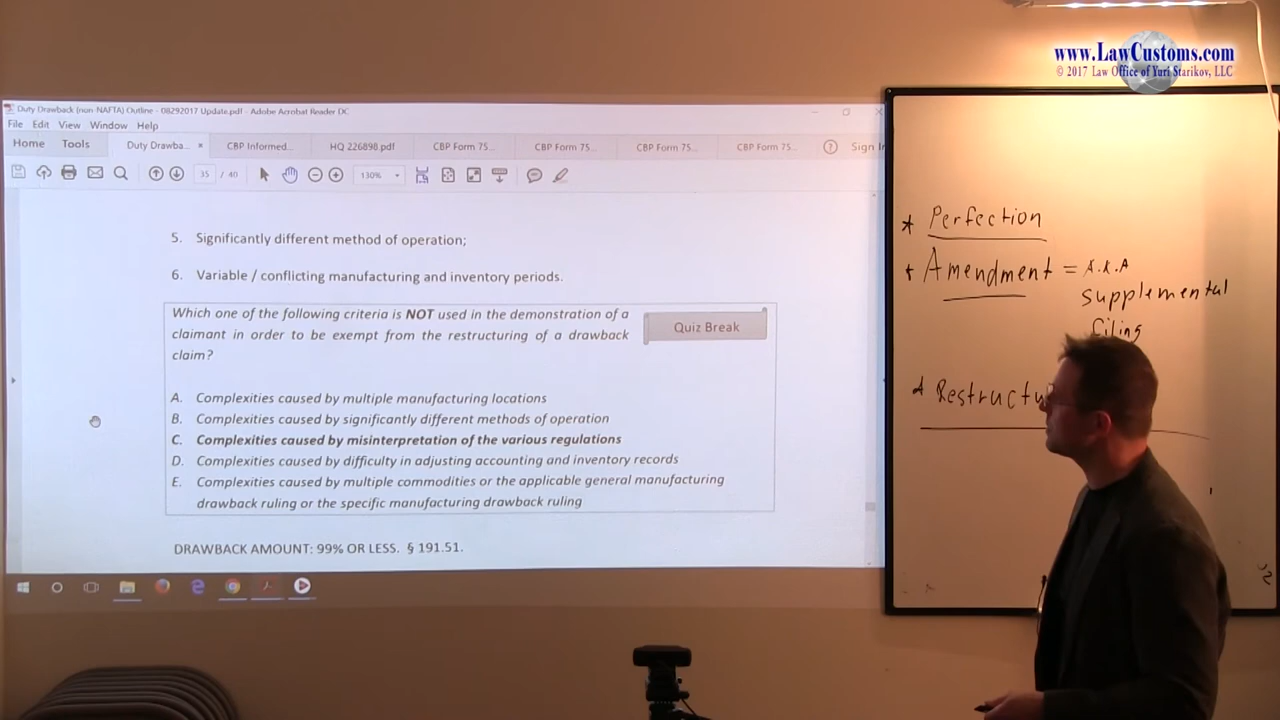 www.LawCustoms.com
© 2017 Law Office of Yuri Starikov, LLC
Duty Drawback (non-NAFTA) Outline - 08292017 Update.pdf - Adobe Acrobat Reader DC
File Edit View Window Help
Home Tools Duty Drawba... × CBP Informed... HQ 226898.pdf CBP Form 75... CBP Form 75... CBP Form 75... CBP Form 75... Sign In
35 / 40 130%
5. Significantly different method of operation;
6. Variable / conflicting manufacturing and inventory periods.
Which one of the following criteria is NOT used in the demonstration of a
claimant in order to be exempt from the restructuring of a drawback
claim?
Quiz Break
A. Complexities caused by multiple manufacturing locations
B. Complexities caused by significantly different methods of operation
C. Complexities caused by misinterpretation of the various regulations
D. Complexities caused by difficulty in adjusting accounting and inventory records
E. Complexities caused by multiple commodities or the applicable general manufacturing
drawback ruling or the specific manufacturing drawback ruling
DRAWBACK AMOUNT: 99% OR LESS. § 191.51.
* Perfection
* Amendment = A.K.A
supplemental
filing
* Restructu